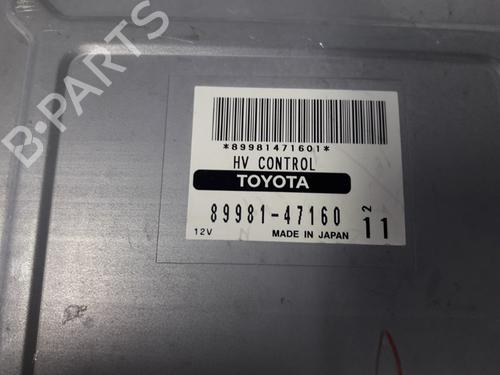 B-PARTS
*89981471601*
HV CONTROL
TOYOTA
89981-47160
2
11
12V
MADE IN JAPAN